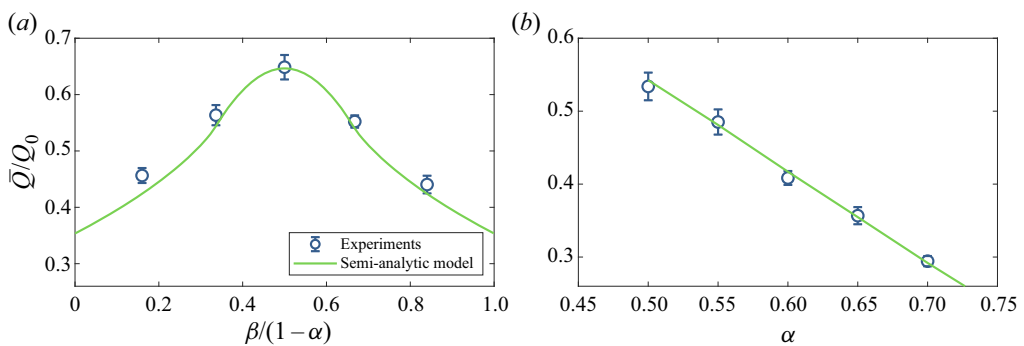 (a)
0.7
0.6
0.5
0.4
0.3
Q̅/Q₀
0 0.2 0.4 0.6 0.8 1.0
β/(1 – α)
Experiments
Semi-analytic model
(b)
0.6
0.5
0.4
0.3
0.45 0.50 0.55 0.60 0.65 0.70 0.75
α